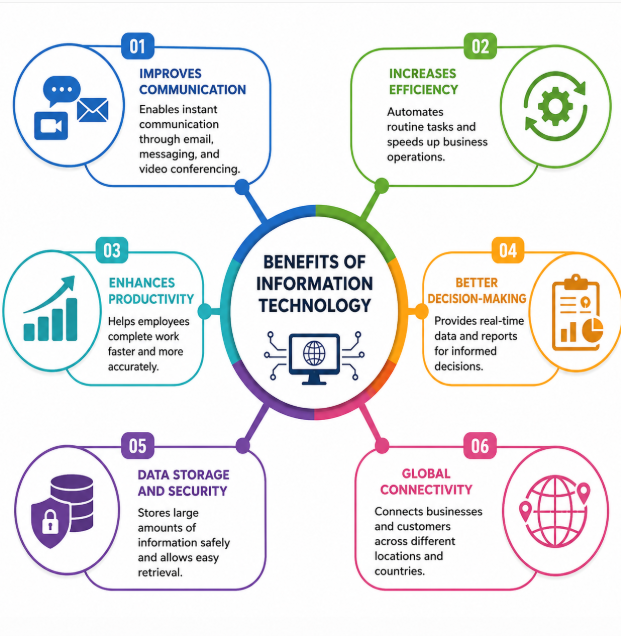 01
IMPROVES
COMMUNICATION
Enables instant
communication
through email,
messaging, and
video conferencing.
02
INCREASES
EFFICIENCY
Automates
routine tasks and
speeds up business
operations.
BENEFITS OF
INFORMATION
TECHNOLOGY
03
ENHANCES
PRODUCTIVITY
Helps employees
complete work
faster and more
accurately.
04
BETTER
DECISION-MAKING
Provides real-time
data and reports
for informed
decisions.
05
DATA STORAGE
AND SECURITY
Stores large
amounts of
information safely
and allows easy
retrieval.
06
GLOBAL
CONNECTIVITY
Connects businesses
and customers
across different
locations and
countries.